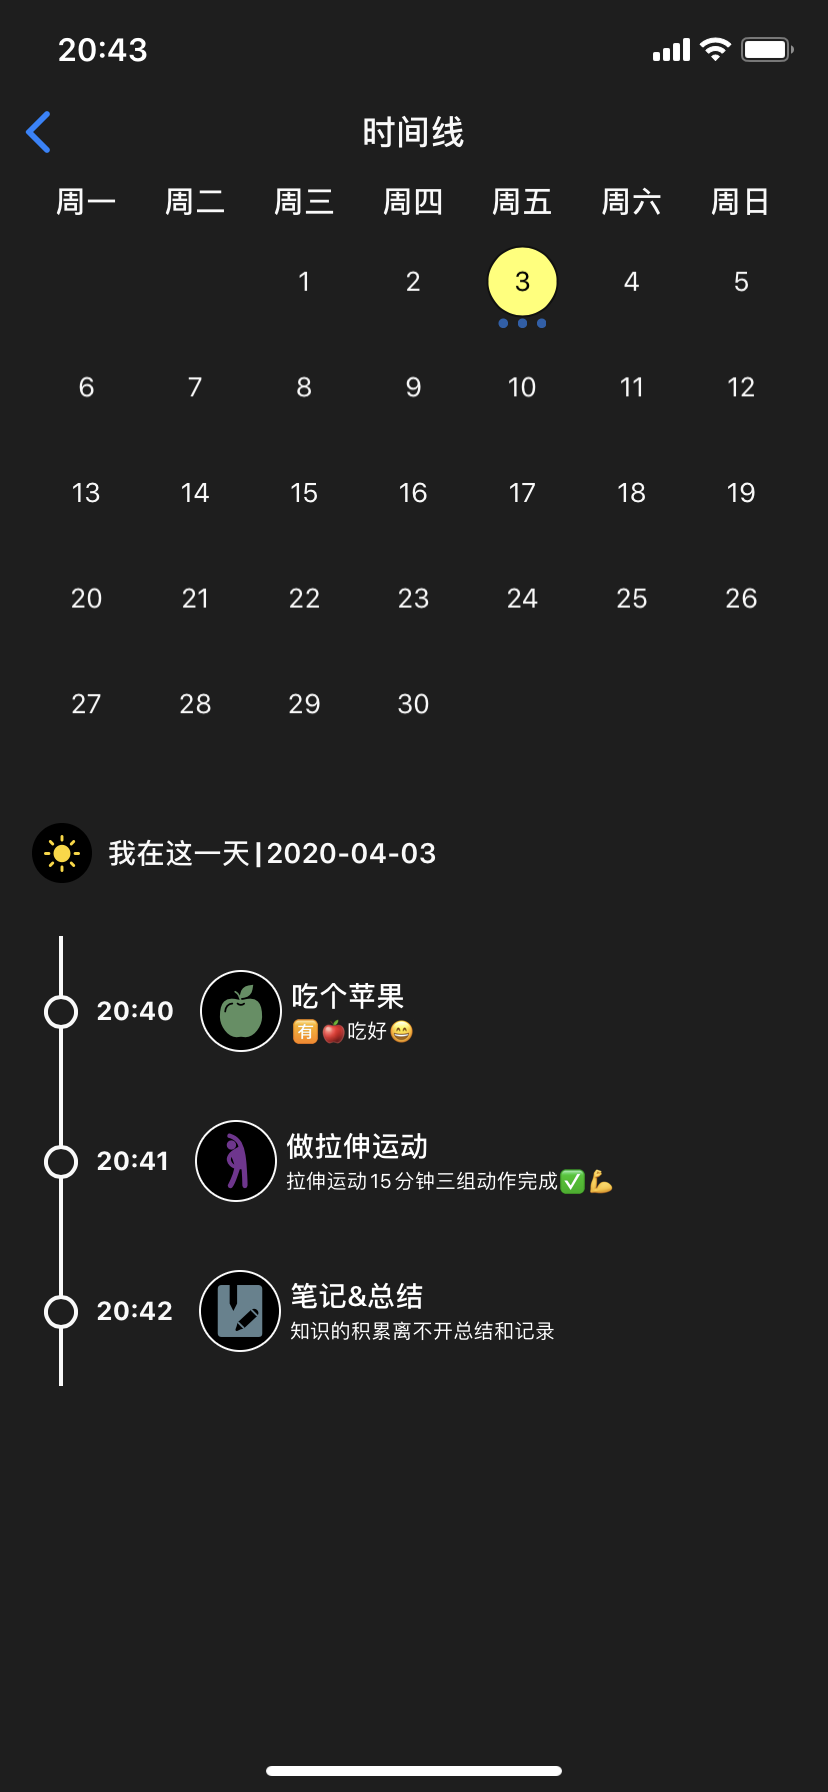 20:43
时间线
周一 周二 周三 周四 周五 周六 周日
1 2 3 4 5
6 7 8 9 10 11 12
13 14 15 16 17 18 19
20 21 22 23 24 25 26
27 28 29 30
我在这一天|2020-04-03
20:40 吃个苹果
🈶🍎吃好😄
20:41 做拉伸运动
拉伸运动15分钟三组动作完成✅💪
20:42 笔记&总结
知识的积累离不开总结和记录